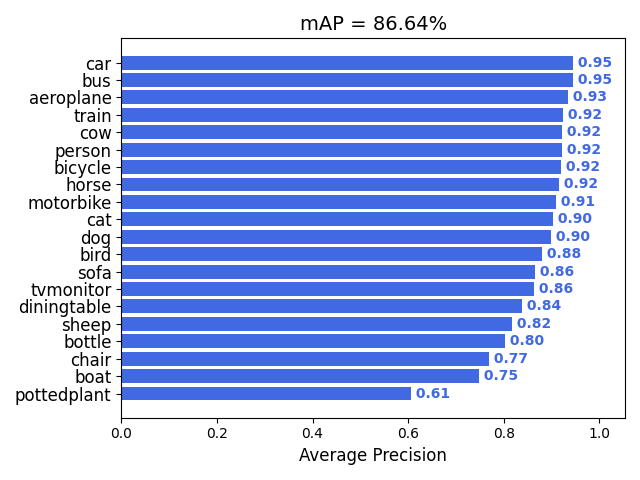 mAP = 86.64%
car 0.95
bus 0.95
aeroplane 0.93
train 0.92
cow 0.92
person 0.92
bicycle 0.92
horse 0.92
motorbike 0.91
cat 0.90
dog 0.90
bird 0.88
sofa 0.86
tvmonitor 0.86
diningtable 0.84
sheep 0.82
bottle 0.80
chair 0.77
boat 0.75
pottedplant 0.61
0.0 0.2 0.4 0.6 0.8 1.0
Average Precision